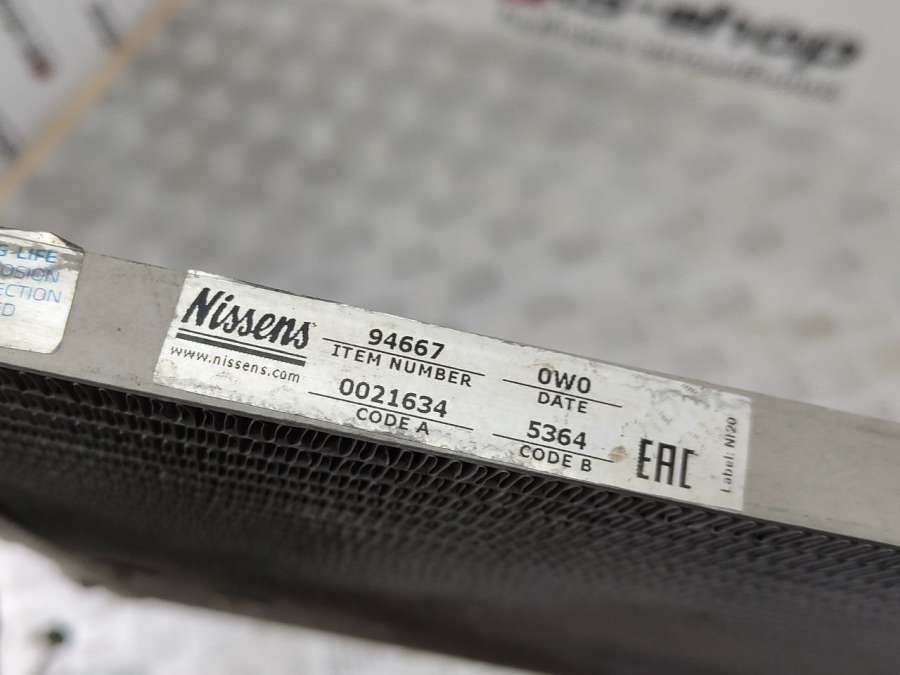 -LIFE
OSION
ECTION
ED
Nissens
www.nissens.com
94667
ITEM NUMBER
0W0
DATE
0021634
CODE A
5364
CODE B
EAC
Label: NI20